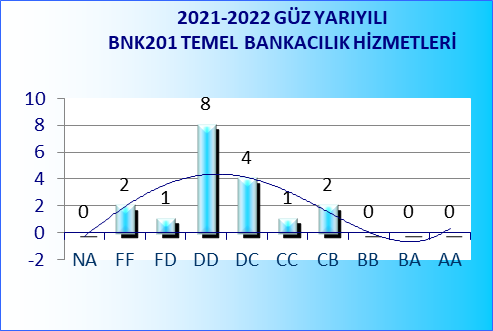 2021-2022 GÜZ YARIYILI
BNK201 TEMEL BANKACILIK HİZMETLERİ
10
8
6
4
2
0
-2
0 2 1 8 4 1 2 0 0 0
NA FF FD DD DC CC CB BB BA AA